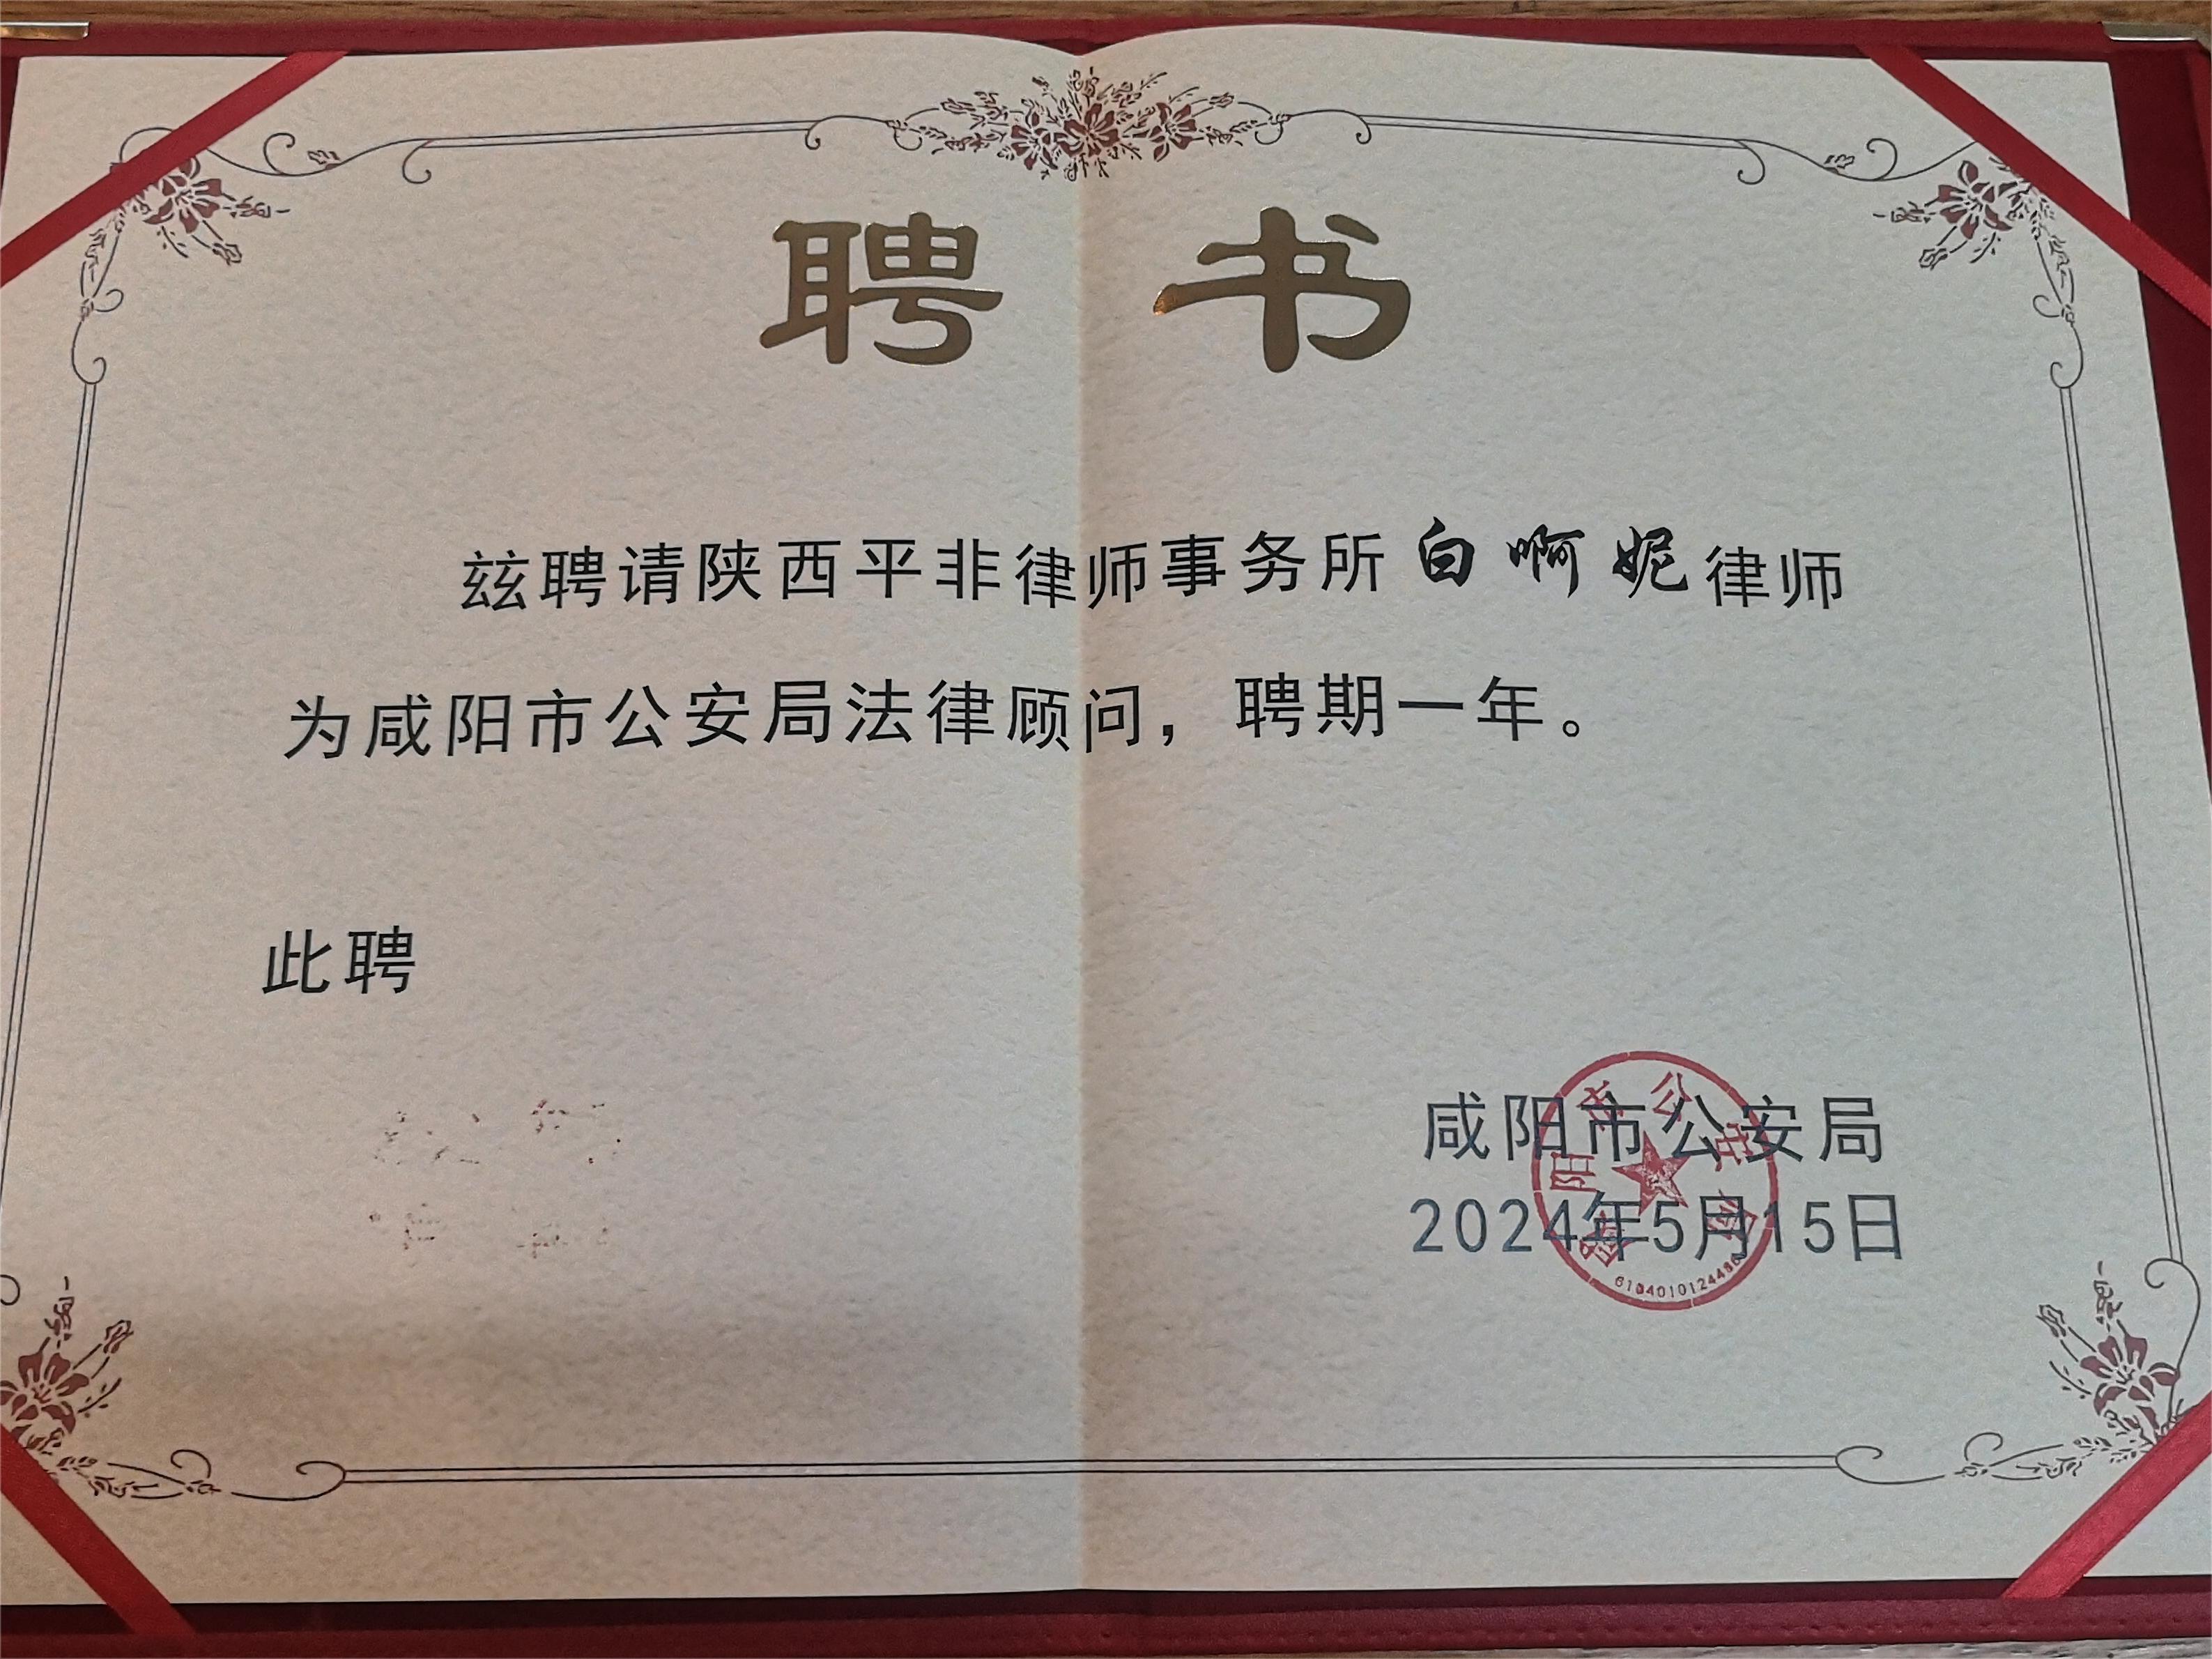 聘书
兹聘请陕西平非律师事务所白啊妮律师
为咸阳市公安局法律顾问，聘期一年。
此聘
咸阳市公安局
2024年5月15日